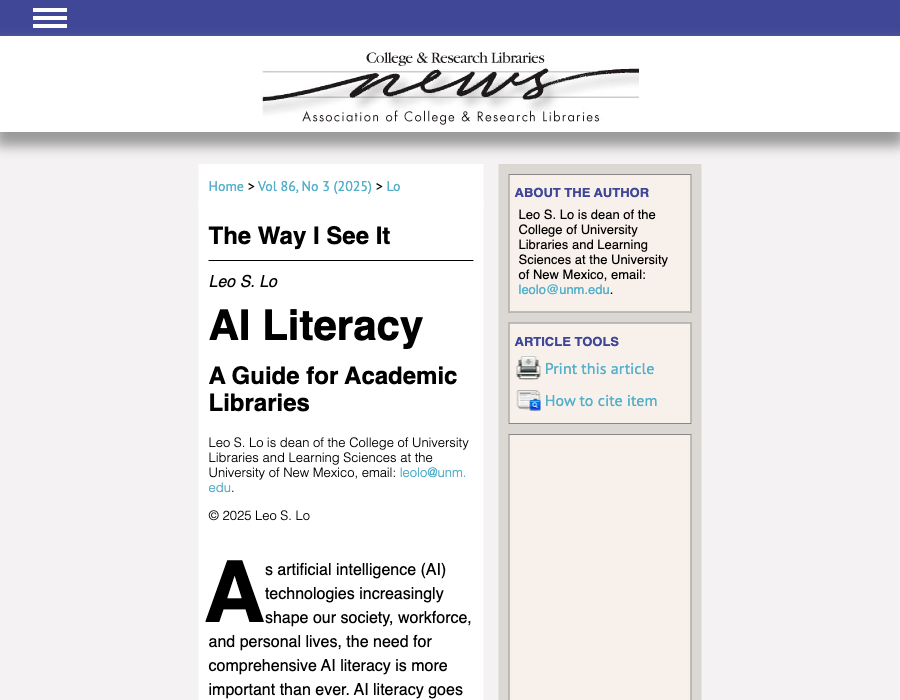 College & Research Libraries
news
Association of College & Research Libraries
Home > Vol 86, No 3 (2025) > Lo
The Way I See It
Leo S. Lo
AI Literacy
A Guide for Academic
Libraries
Leo S. Lo is dean of the College of University
Libraries and Learning Sciences at the
University of New Mexico, email: leolo@unm.
edu.
© 2025 Leo S. Lo
As artificial intelligence (AI)
technologies increasingly
shape our society, workforce,
and personal lives, the need for
comprehensive AI literacy is more
important than ever. AI literacy goes
ABOUT THE AUTHOR
Leo S. Lo is dean of the
College of University
Libraries and Learning
Sciences at the University
of New Mexico, email:
leolo@unm.edu.
ARTICLE TOOLS
Print this article
How to cite item